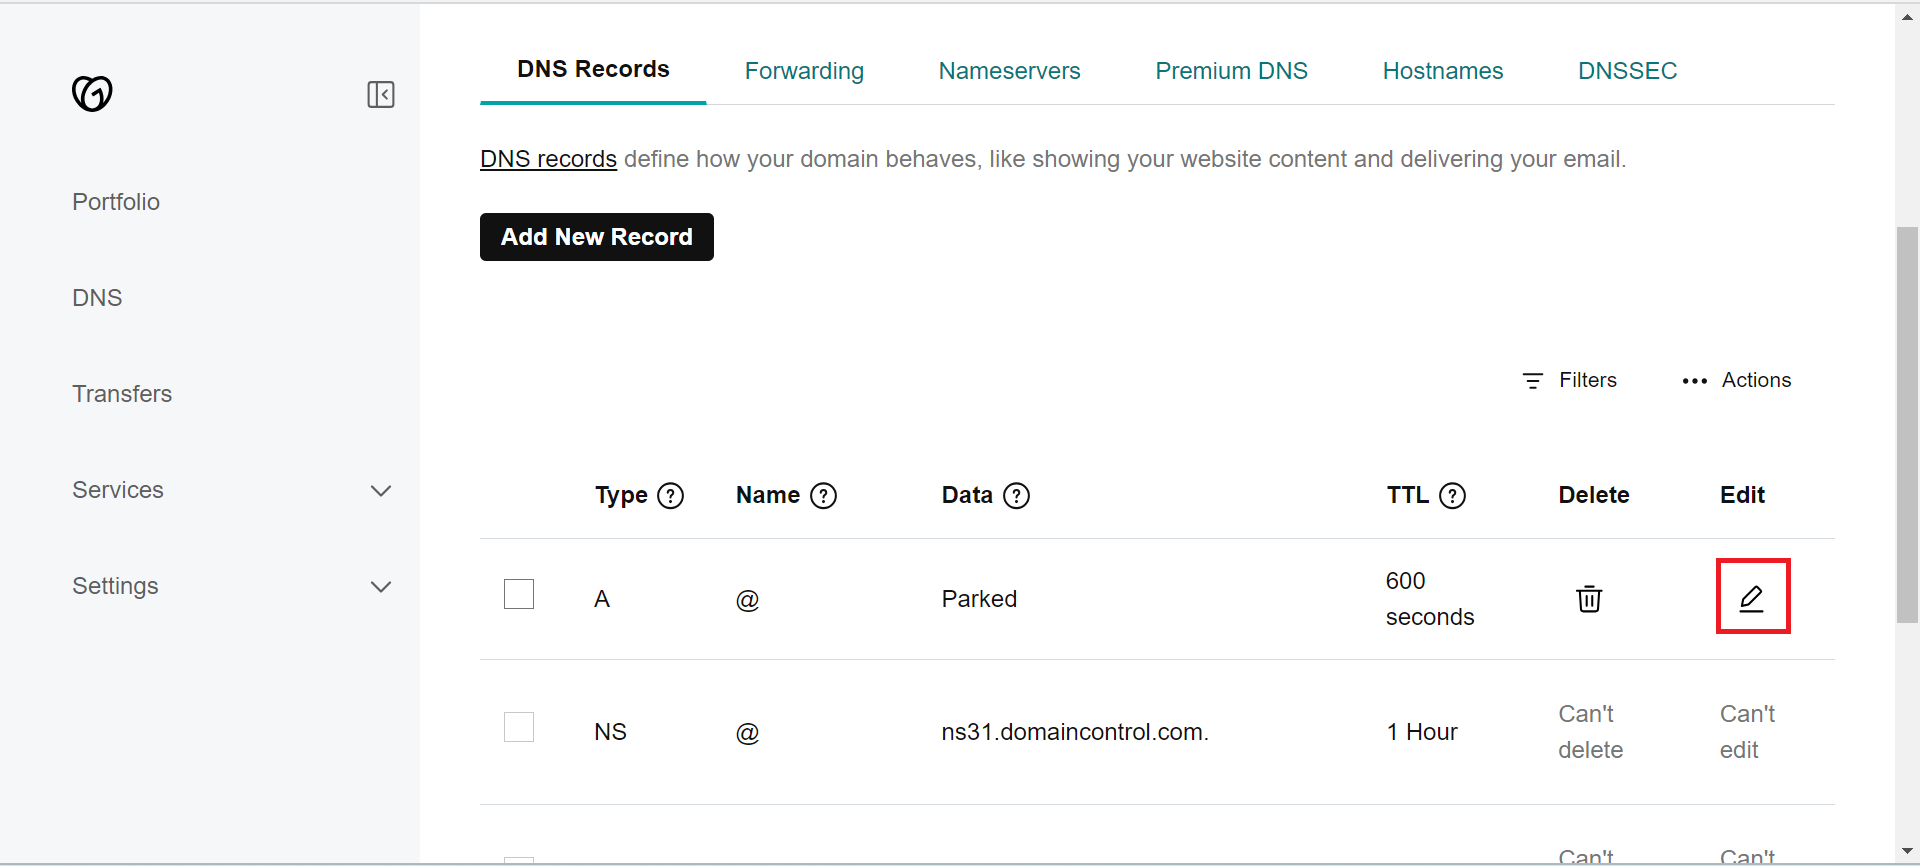 DNS Records Forwarding Nameservers Premium DNS Hostnames DNSSEC
DNS records define how your domain behaves, like showing your website content and delivering your email.
Portfolio
Add New Record
DNS
Filters Actions
Transfers
Services
Type ? Name ? Data ? TTL ? Delete Edit
Settings
A @ Parked 600
seconds
NS @ ns31.domaincontrol.com. 1 Hour Can't
delete Can't
edit
Can't Can't